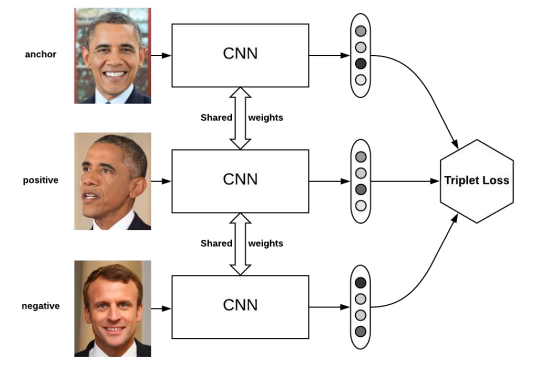 anchor
CNN
Shared weights
positive
CNN
Triplet Loss
Shared weights
negative
CNN